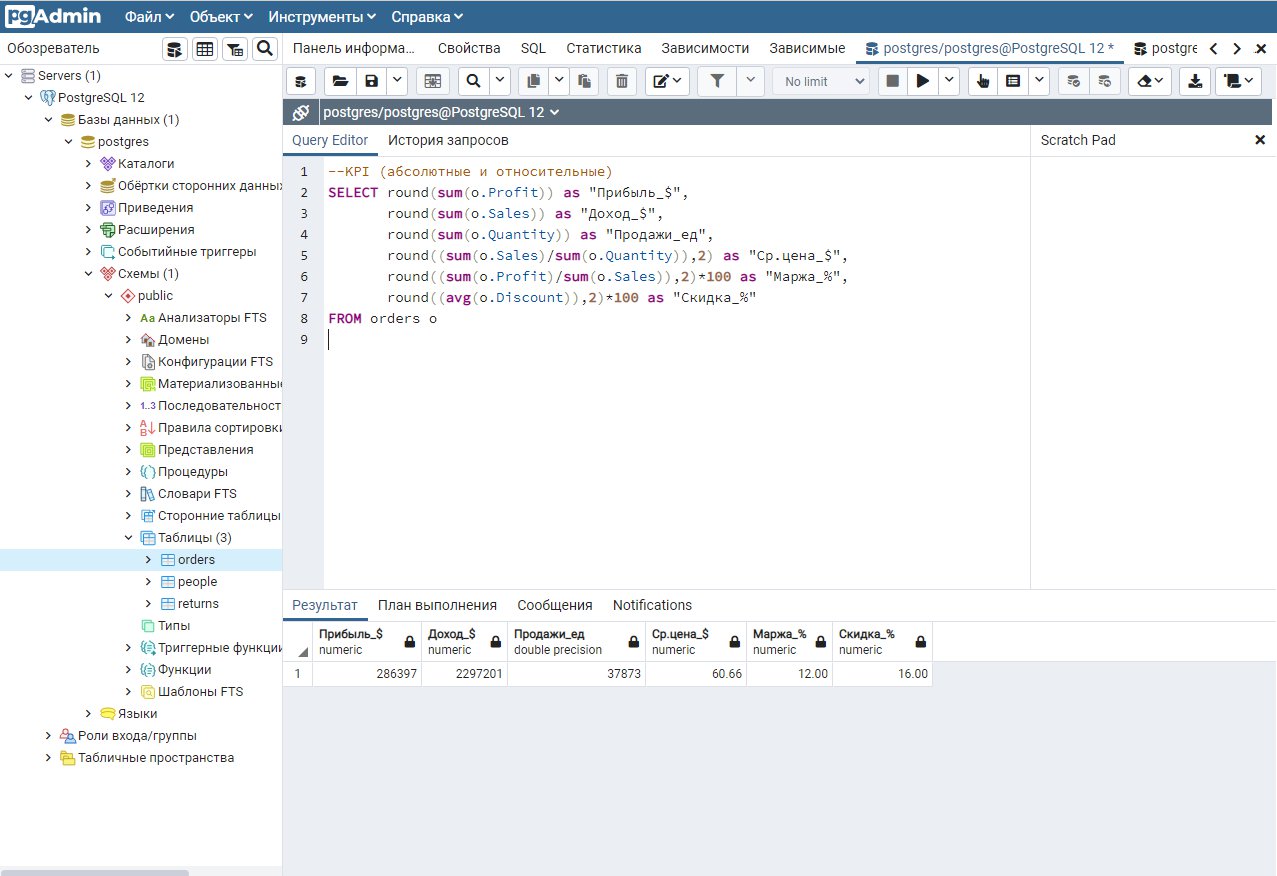 pgAdmin Файл Объект Инструменты Справка
Обозреватель
Панель информа... Свойства SQL Статистика Зависимости Зависимые postgres/postgres@PostgreSQL 12 * postgre
Servers (1)
PostgreSQL 12
Базы данных (1)
postgres
Каталоги
Обёртки сторонних данны
Приведения
Расширения
Событийные триггеры
Схемы (1)
public
Aa Анализаторы FTS
Домены
Конфигурации FTS
Материализованные
1..3 Последовательност
Правила сортировки
Представления
Процедуры
Словари FTS
Сторонние таблицы
Таблицы (3)
orders
people
returns
Типы
Триггерные функции
Функции
Шаблоны FTS
Языки
Роли входа/группы
Табличные пространства
No limit
postgres/postgres@PostgreSQL 12
Query Editor История запросов
Scratch Pad
1 --KPI (абсолютные и относительные)
2 SELECT round(sum(o.Profit)) as "Прибыль_$",
3 round(sum(o.Sales)) as "Доход_$",
4 round(sum(o.Quantity)) as "Продажи_ед",
5 round((sum(o.Sales)/sum(o.Quantity)),2) as "Ср.цена_$",
6 round((sum(o.Profit)/sum(o.Sales)),2)*100 as "Маржа_%",
7 round((avg(o.Discount)),2)*100 as "Скидка_%"
8 FROM orders o
9
Результат План выполнения Сообщения Notifications
Прибыль_$ Доход_$ Продажи_ед Ср.цена_$ Маржа_% Скидка_%
numeric numeric double precision numeric numeric numeric
1 286397 2297201 37873 60.66 12.00 16.00